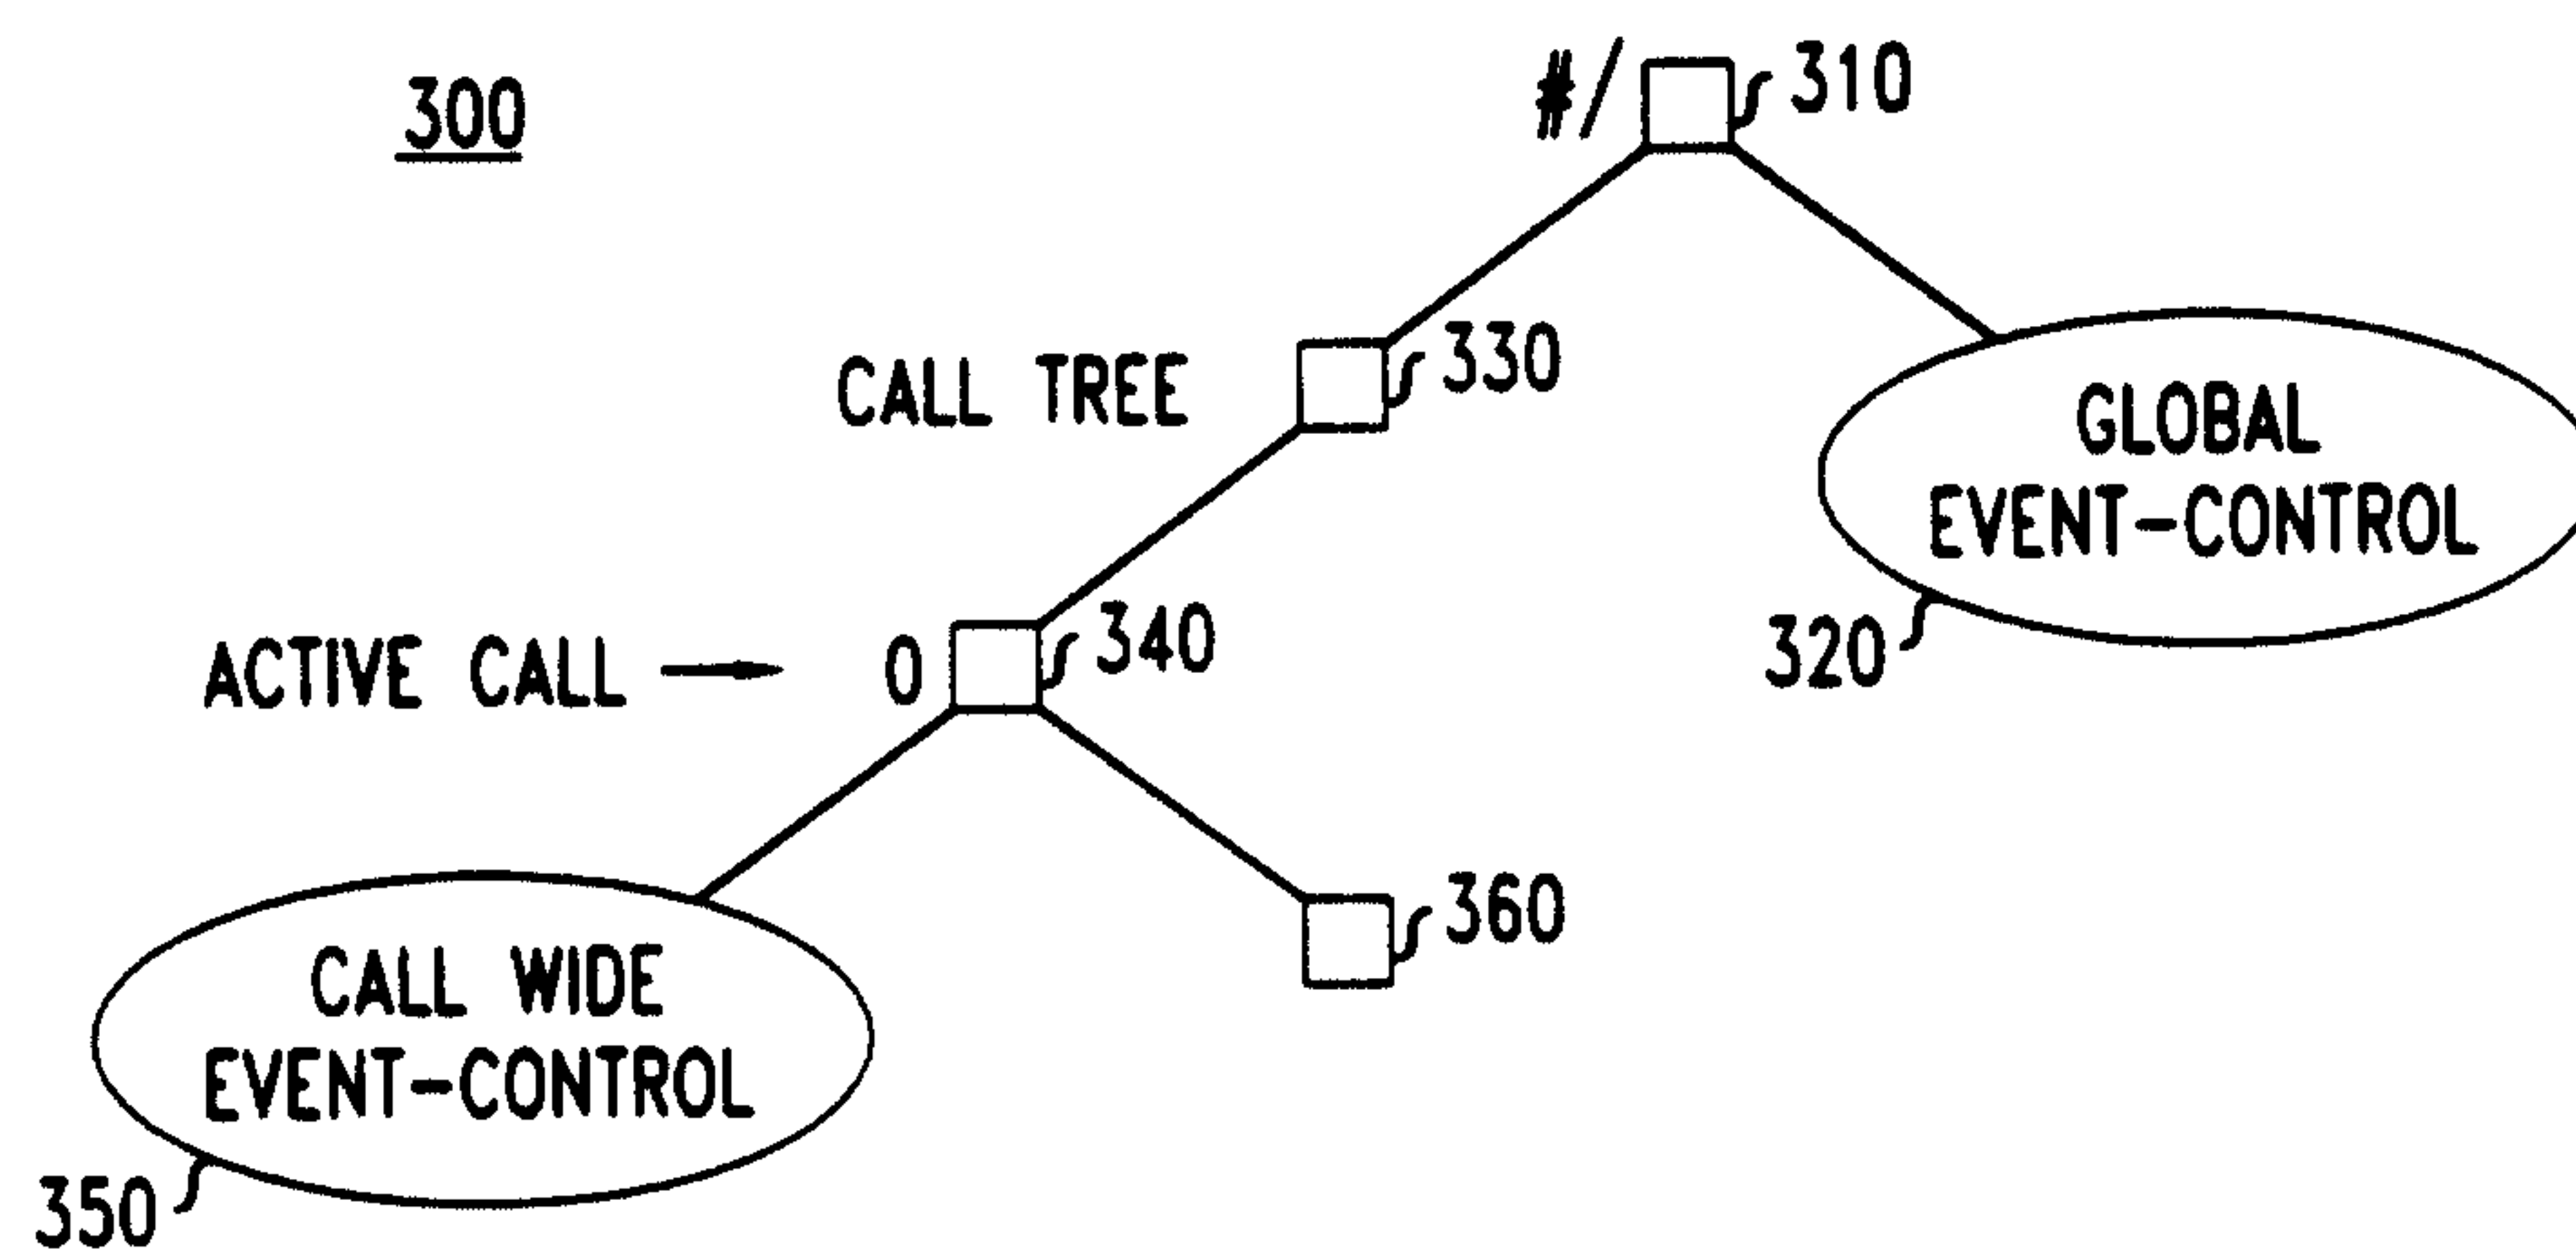 300
#/
310
CALL TREE
330
GLOBAL
EVENT-CONTROL
320
ACTIVE CALL
0
340
360
CALL WIDE
EVENT-CONTROL
350